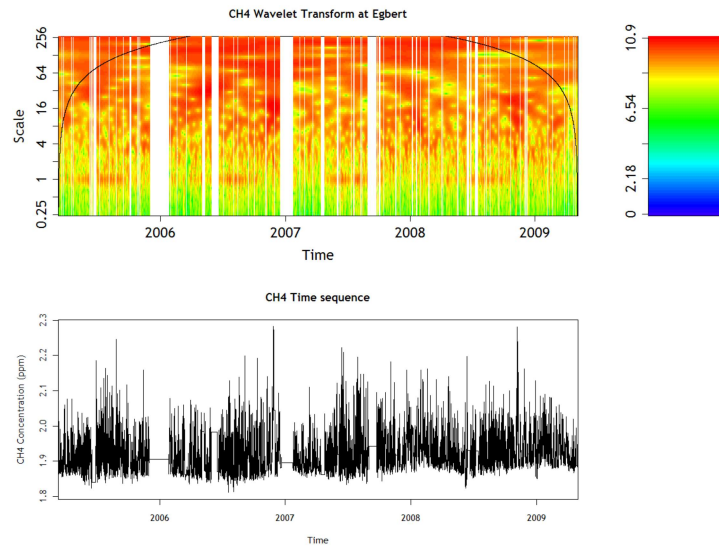 CH4 Wavelet Transform at Egbert
256
64
16
4
1
0.25
Scale
2006 2007 2008 2009
Time
10.9
6.54
2.18
0
CH4 Time sequence
2.3
2.2
2.1
2.0
1.9
1.8
CH4 Concentration (ppm)
2006 2007 2008 2009
Time